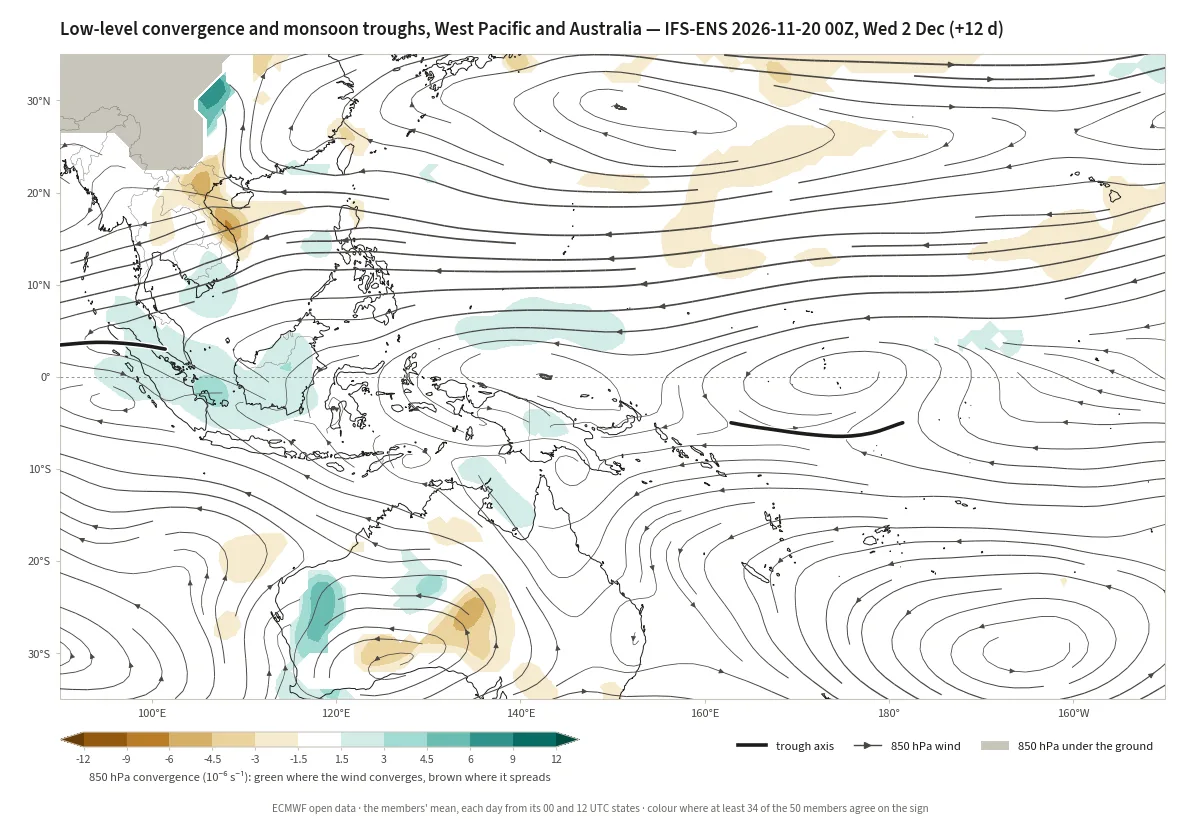 Low-level convergence and monsoon troughs, West Pacific and Australia — IFS-ENS 2026-11-20 00Z, Wed 2 Dec (+12 d)
30°N
20°N
10°N
0°
10°S
20°S
30°S
100°E 120°E 140°E 160°E 180° 160°W
-12 -9 -6 -4.5 -3 -1.5 1.5 3 4.5 6 9 12
850 hPa convergence (10⁻⁶ s⁻¹): green where the wind converges, brown where it spreads
trough axis 850 hPa wind 850 hPa under the ground
ECMWF open data · the members' mean, each day from its 00 and 12 UTC states · colour where at least 34 of the 50 members agree on the sign